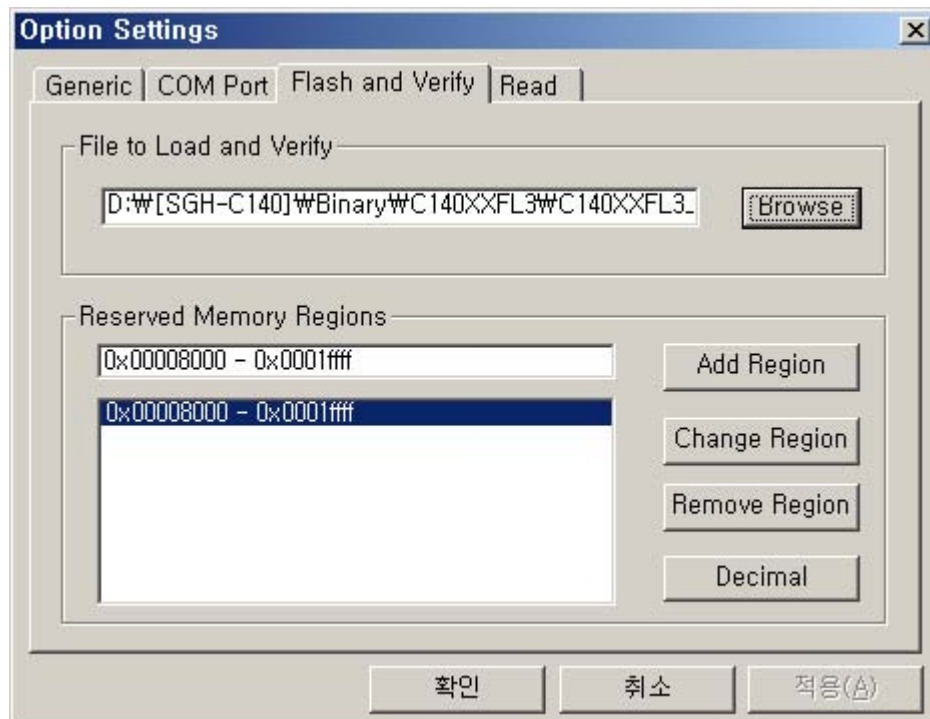 Option Settings
Generic COM Port Flash and Verify Read
File to Load and Verify
D:₩[SGH-C140]₩Binary₩C140XXFL3₩C140XXFL3_
Browse
Reserved Memory Regions
0x00008000 - 0x0001ffff
Add Region
0x00008000 - 0x0001ffff
Change Region
Remove Region
Decimal
확인 취소 적용(A)